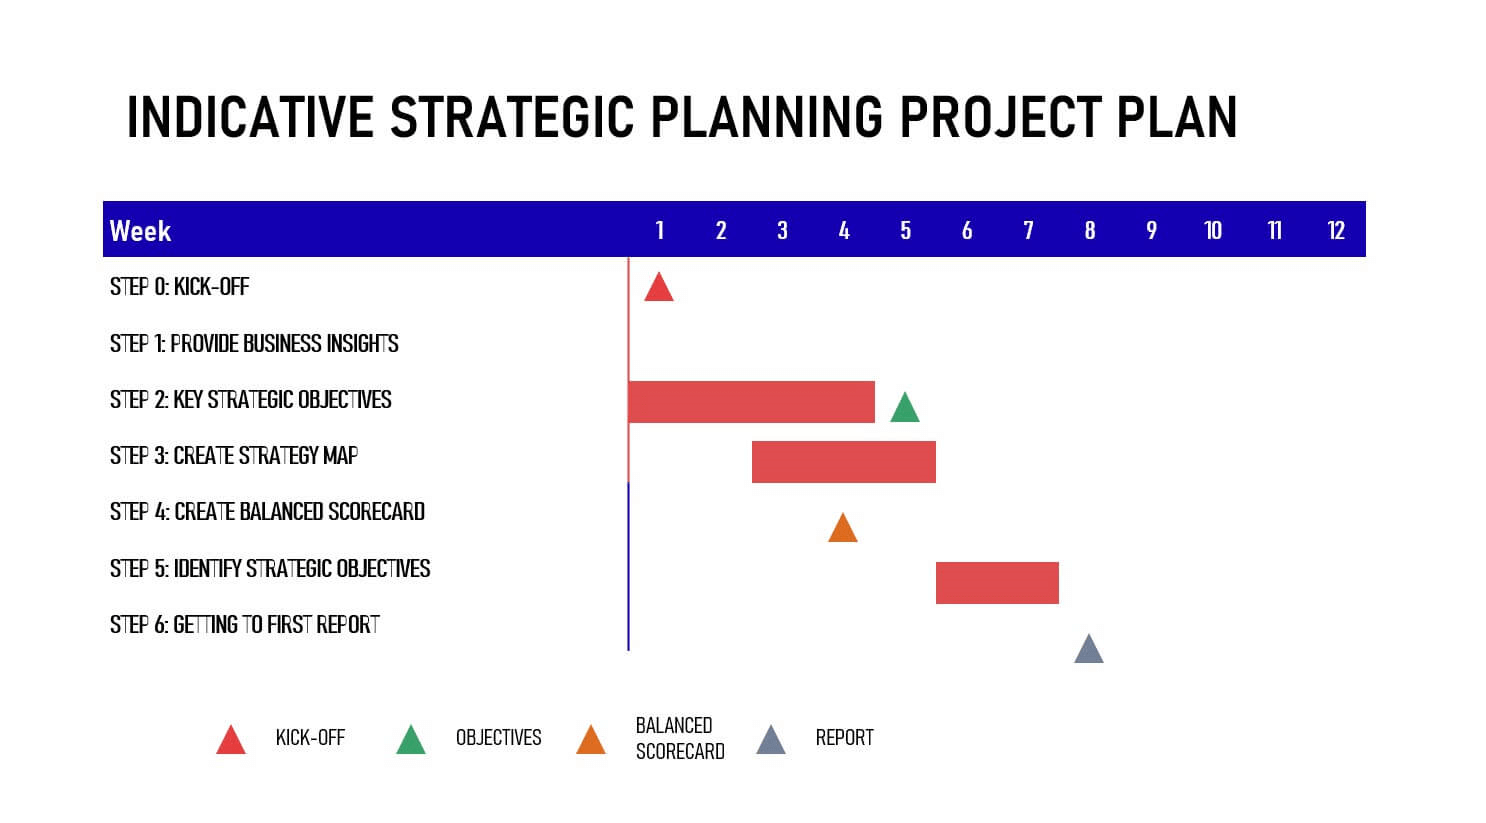 INDICATIVE STRATEGIC PLANNING PROJECT PLAN
Week 1 2 3 4 5 6 7 8 9 10 11 12
STEP 0: KICK-OFF
STEP 1: PROVIDE BUSINESS INSIGHTS
STEP 2: KEY STRATEGIC OBJECTIVES
STEP 3: CREATE STRATEGY MAP
STEP 4: CREATE BALANCED SCORECARD
STEP 5: IDENTIFY STRATEGIC OBJECTIVES
STEP 6: GETTING TO FIRST REPORT
KICK-OFF
OBJECTIVES
BALANCED
SCORECARD
REPORT